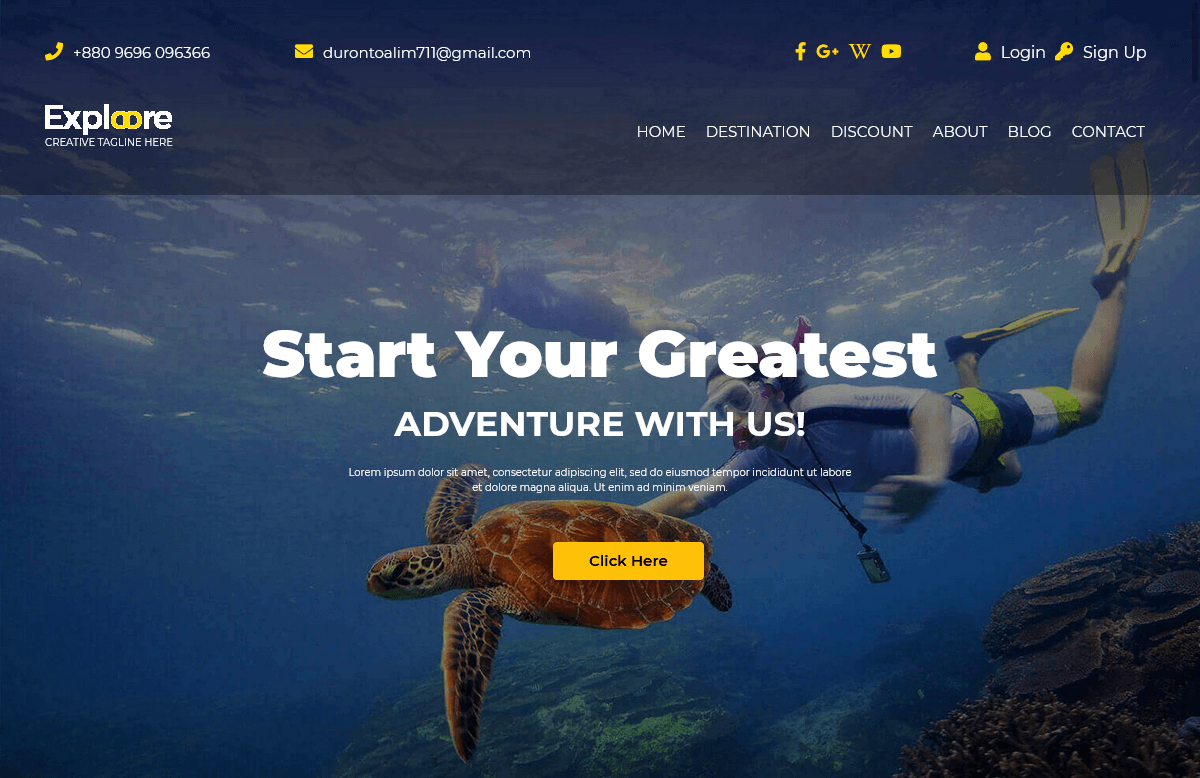 +880 9696 096366 durontoalim711@gmail.com Login Sign Up
Exploore
CREATIVE TAGLINE HERE
HOME DESTINATION DISCOUNT ABOUT BLOG CONTACT
Start Your Greatest
ADVENTURE WITH US!
Lorem ipsum dolor sit amet, consectetur adipiscing elit, sed do eiusmod tempor incididunt ut labore
et dolore magna aliqua. Ut enim ad minim veniam.
Click Here